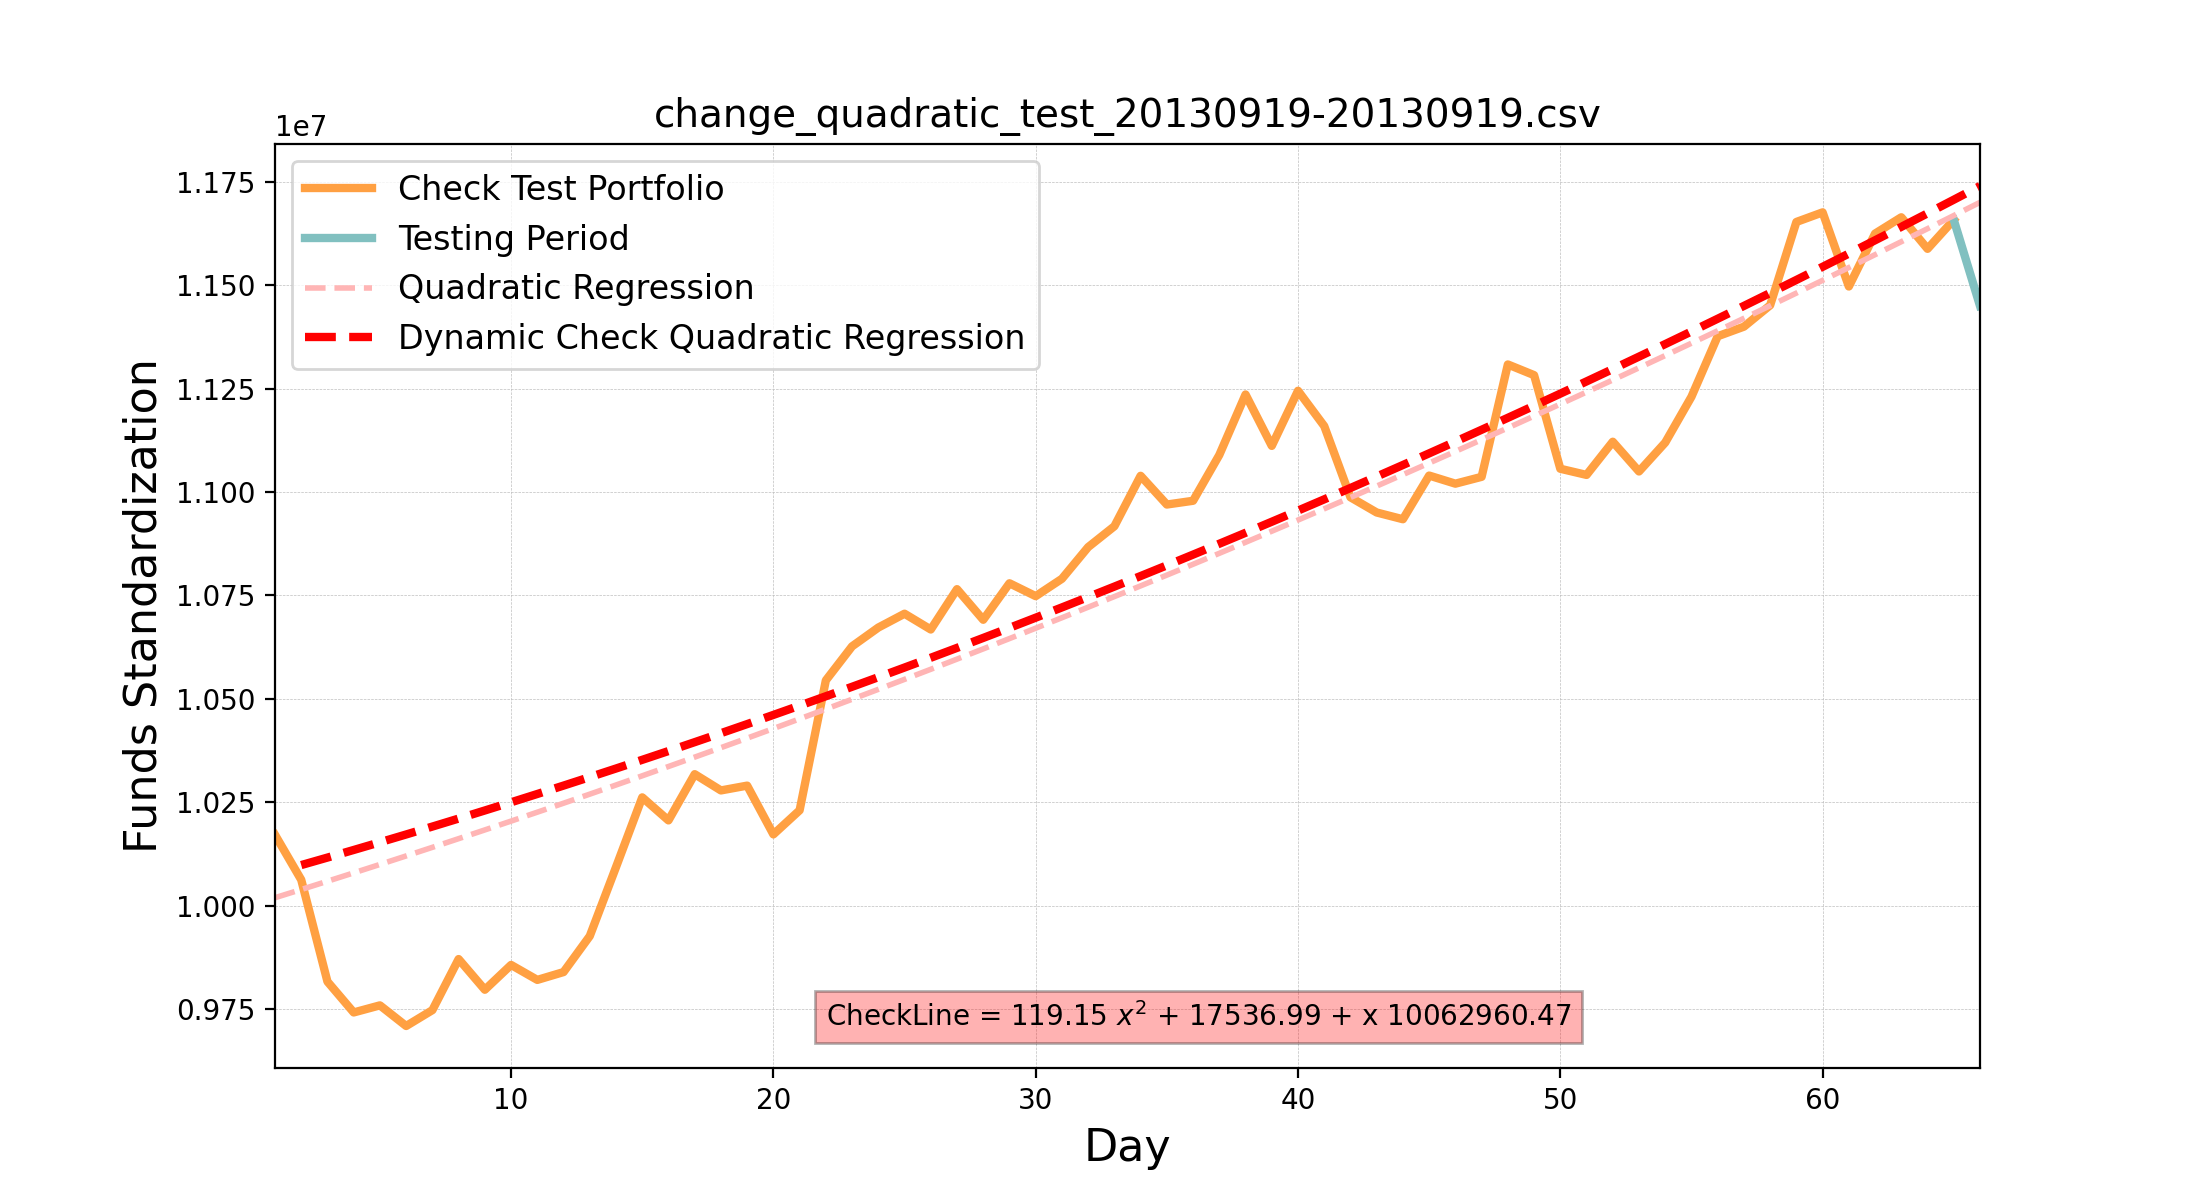 change_quadratic_test_20130919-20130919.csv
1e7
Check Test Portfolio
Testing Period
Quadratic Regression
Dynamic Check Quadratic Regression
1.175
1.150
1.125
1.100
1.075
1.050
1.025
1.000
0.975
Funds Standardization
CheckLine = 119.15 x² + 17536.99 + x 10062960.47
10 20 30 40 50 60
Day